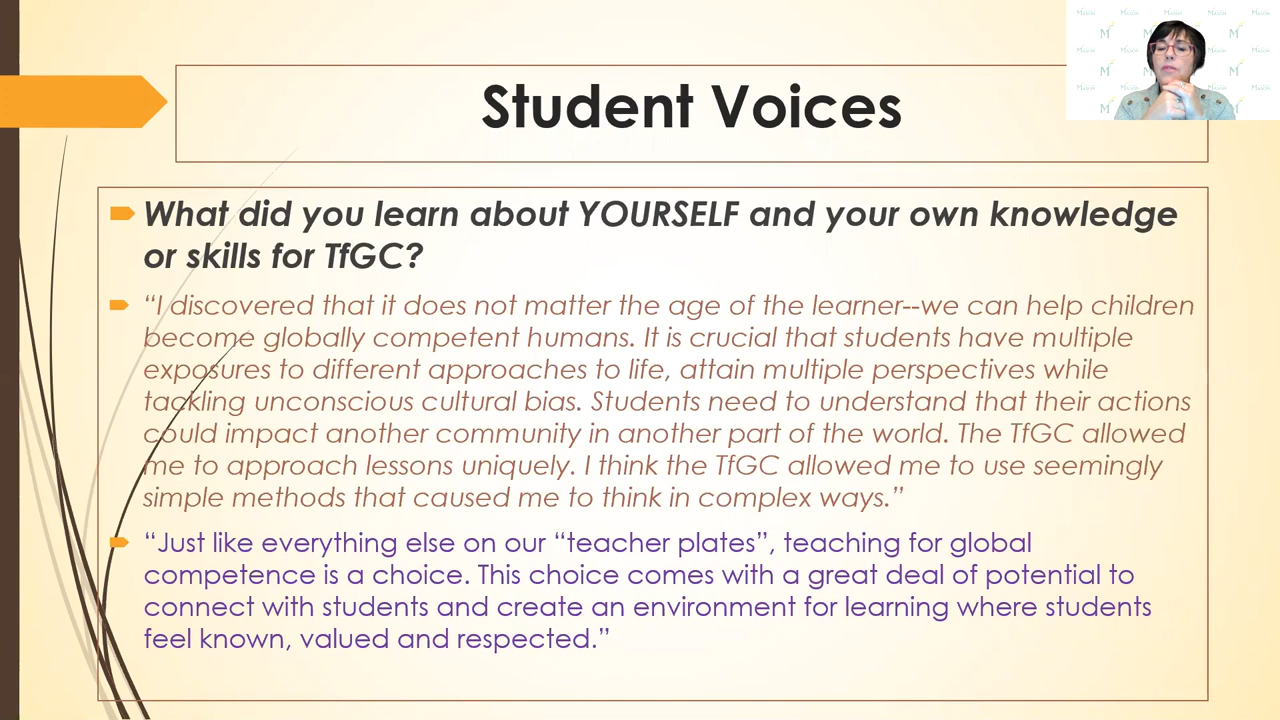 Student Voices
What did you learn about YOURSELF and your own knowledge
or skills for TfGC?
“I discovered that it does not matter the age of the learner--we can help children
become globally competent humans. It is crucial that students have multiple
exposures to different approaches to life, attain multiple perspectives while
tackling unconscious cultural bias. Students need to understand that their actions
could impact another community in another part of the world. The TfGC allowed
me to approach lessons uniquely. I think the TfGC allowed me to use seemingly
simple methods that caused me to think in complex ways.”
“Just like everything else on our “teacher plates”, teaching for global
competence is a choice. This choice comes with a great deal of potential to
connect with students and create an environment for learning where students
feel known, valued and respected.”